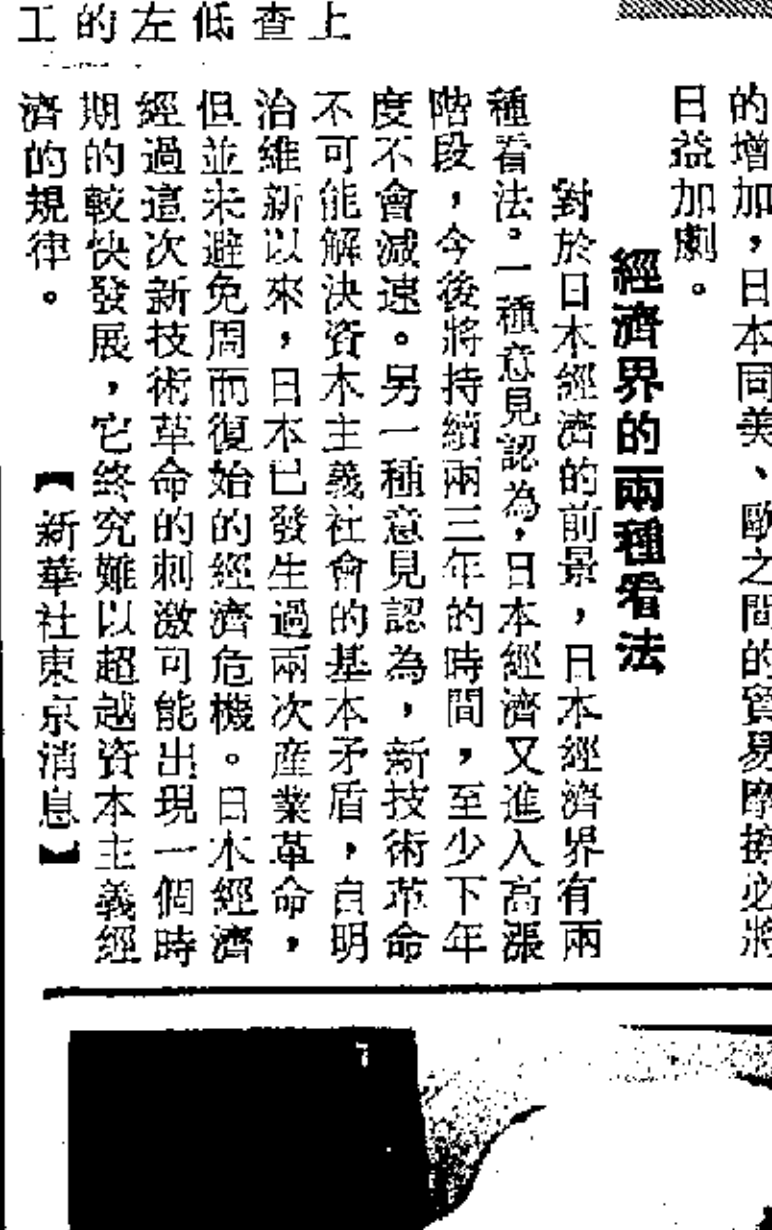 的增加，日本同美、歐之間的貿易摩擦必將
日益加劇。
經濟界的兩種看法
對於日本經濟的前景，日本經濟界有兩
種看法。一種意見認為，日本經濟又進入高漲
階段，今後將持續兩三年的時間，至少下年
度不會減速。另一種意見認為，新技術革命
不可能解決資本主義社會的基本矛盾，自明
治維新以來，日本已發生過兩次產業革命，
但並未避免周而復始的經濟危機。日本經濟
經過這次新技術革命的刺激可能出現一個時
期的較快發展，它終究難以超越資本主義經
濟的規律。
【新華社東京消息】
上
查
低
左
的
工